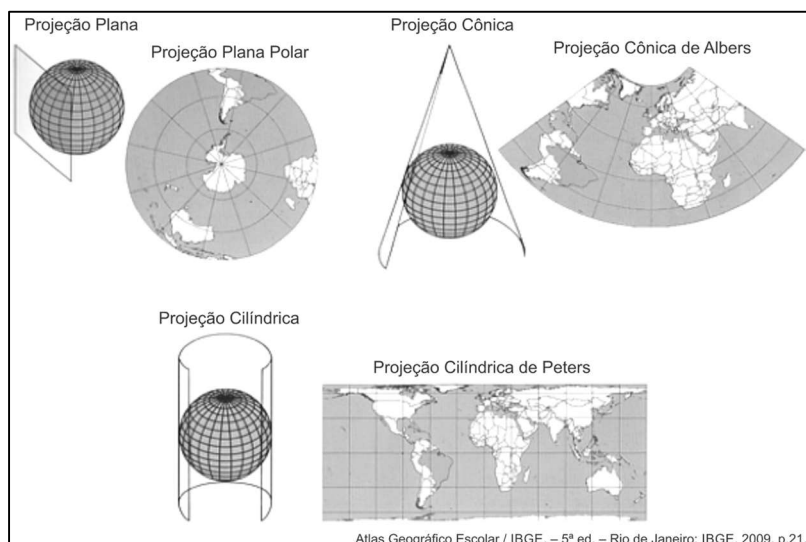 Projeção Plana
Projeção Plana Polar
Projeção Cônica
Projeção Cônica de Albers
Projeção Cilíndrica
Projeção Cilíndrica de Peters
Atlas Geográfico Escolar / IBGE. – 5ª ed. – Rio de Janeiro: IBGE, 2009. p.21